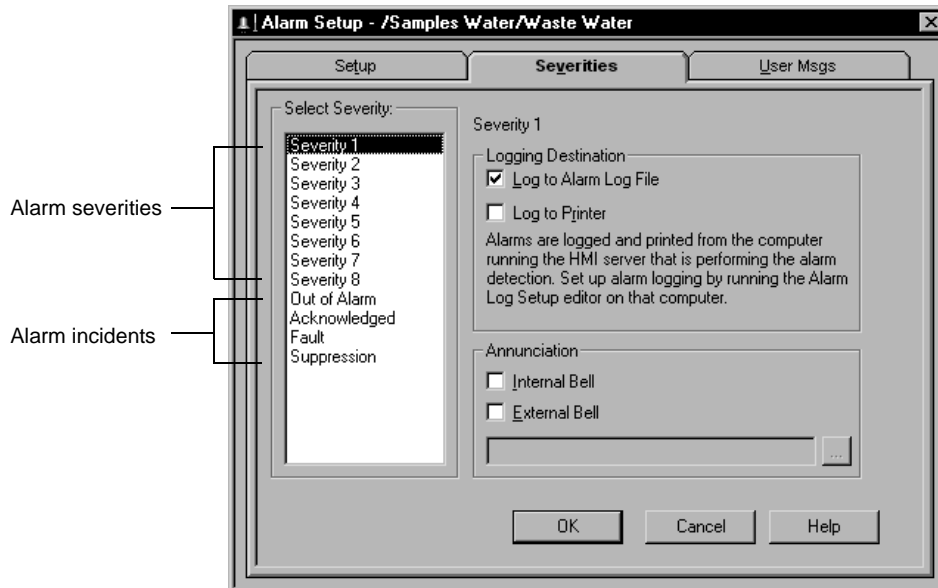 Alarm Setup - /Samples Water/Waste Water
Setup
Severities
User Msgs
Select Severity:
Severity 1
Severity 2
Severity 3
Severity 4
Severity 5
Severity 6
Severity 7
Severity 8
Out of Alarm
Acknowledged
Fault
Suppression
Alarm severities
Alarm incidents
Severity 1
Logging Destination
Log to Alarm Log File
Log to Printer
Alarms are logged and printed from the computer
running the HMI server that is performing the alarm
detection. Set up alarm logging by running the Alarm
Log Setup editor on that computer.
Annunciation
Internal Bell
External Bell
...
OK
Cancel
Help